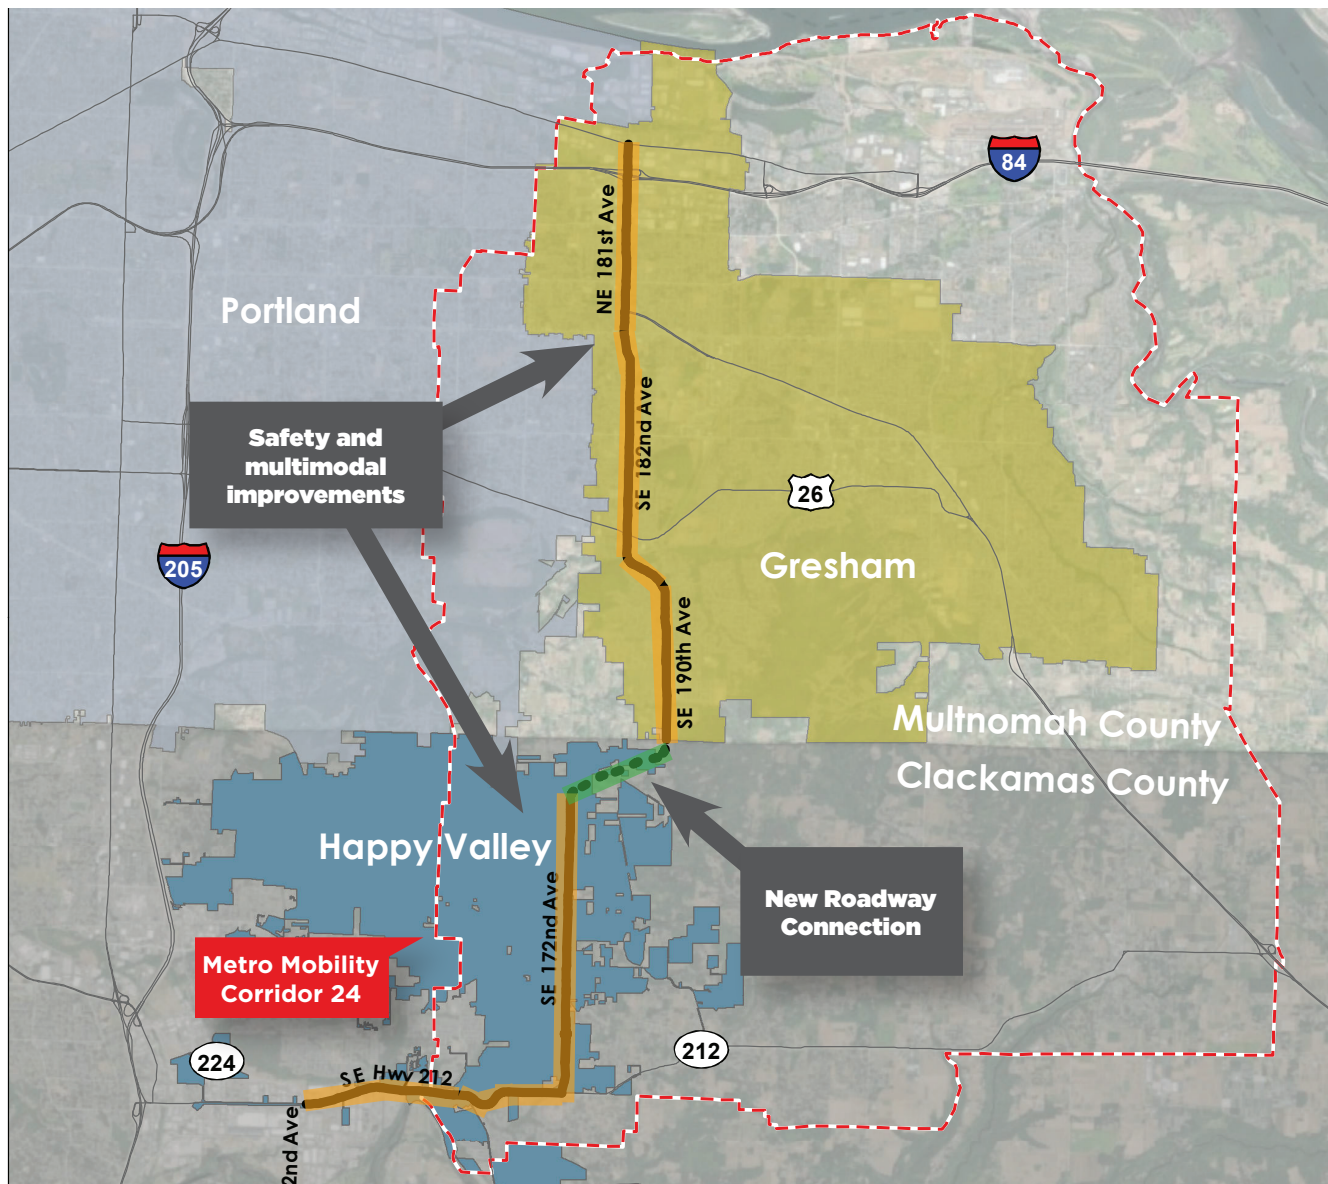 84
NE 181st Ave
Portland
SE 182nd Ave
Safety and
multimodal
improvements
26
205
Gresham
SE 190th Ave
Multnomah County
Clackamas County
Happy Valley
New Roadway
Connection
SE 172nd Ave
Metro Mobility
Corridor 24
224
212
SE Hwy 212
2nd Ave